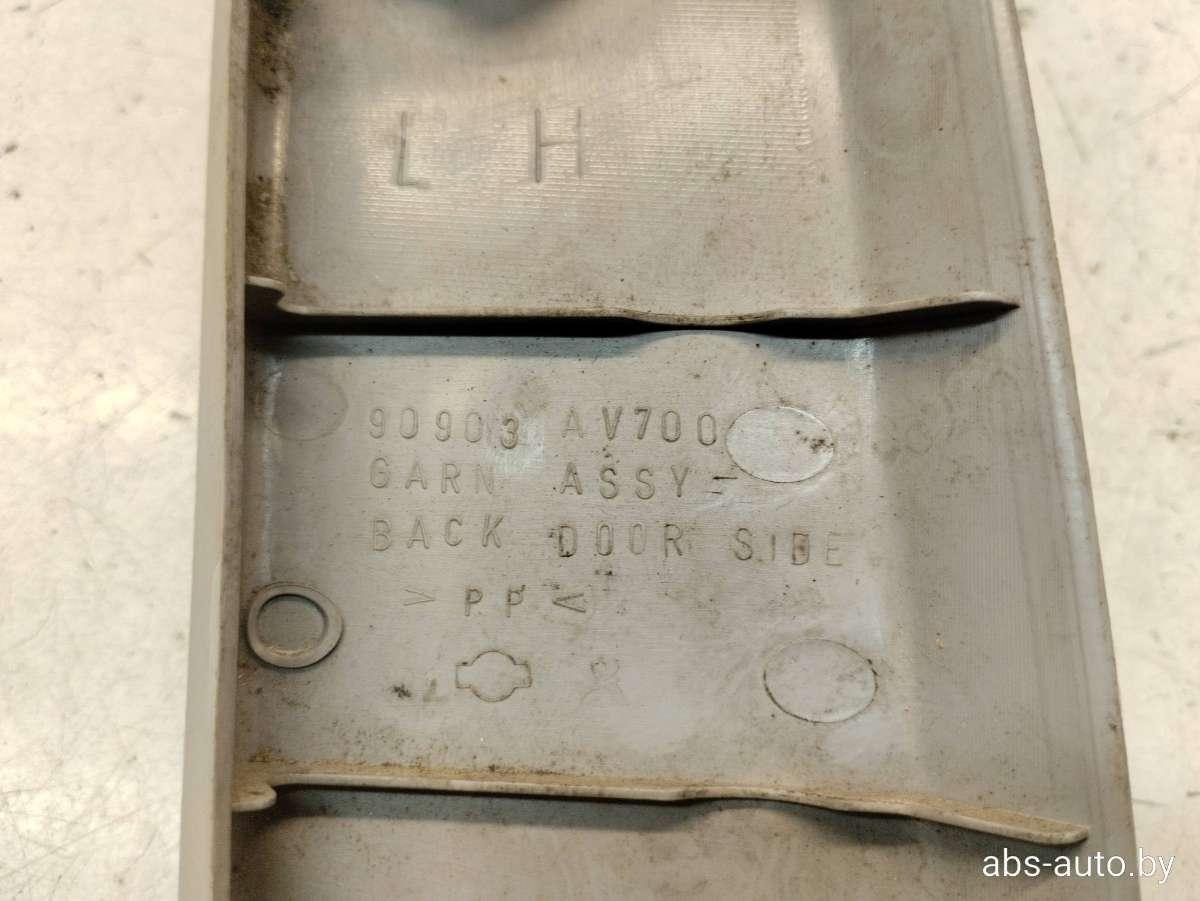 L H
90903 AV700
GARN ASSY-
BACK DOOR SIDE
> PP <
abs-auto.by